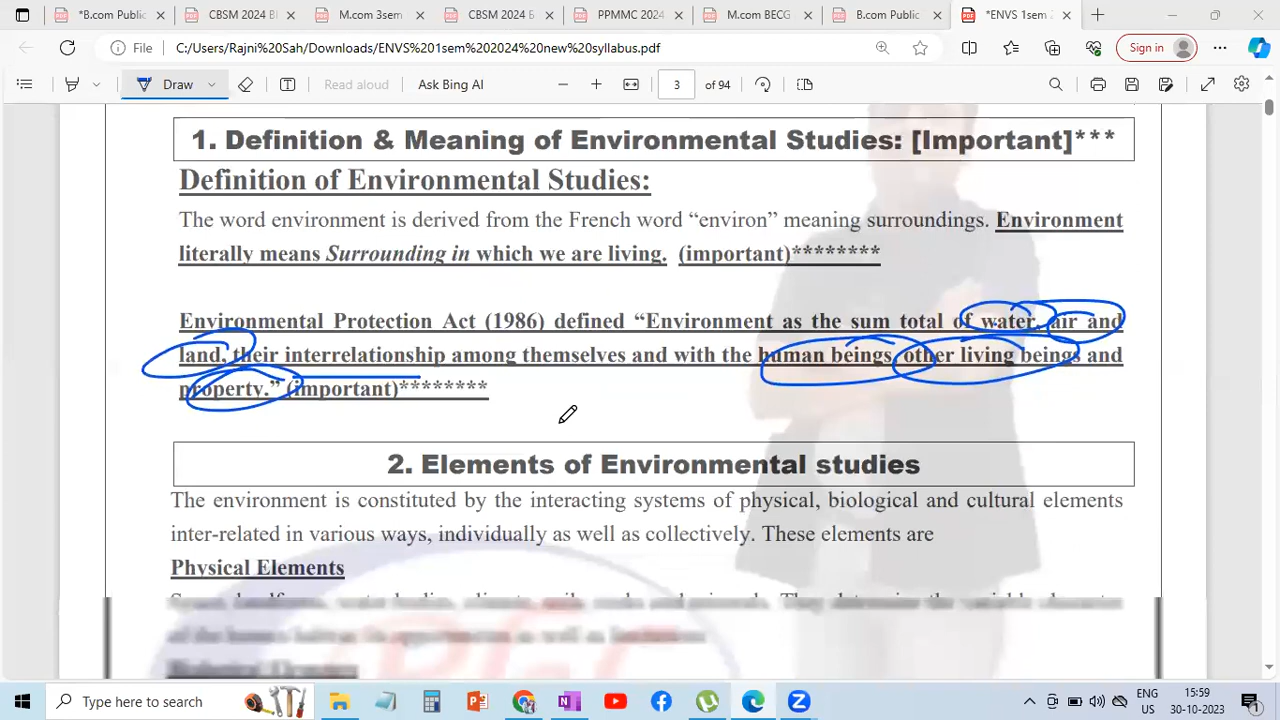 *B.com Public
CBSM 2024 I
M.com 3sem
CBSM 2024 E
PPMMC 2024
M.com BECG
B.com Public
*ENVS 1sem 2
File
C:/Users/Rajni%20Sah/Downloads/ENVS%201sem%202024%20new%20syllabus.pdf
Sign in
Draw
Read aloud
Ask Bing AI
3
of 94
1. Definition & Meaning of Environmental Studies: [Important]***
Definition of Environmental Studies:
The word environment is derived from the French word “environ” meaning surroundings. Environment
literally means Surrounding in which we are living. (important)********
Environmental Protection Act (1986) defined “Environment as the sum total of water, air and
land, their interrelationship among themselves and with the human beings, other living beings and
property.” (important)********
2. Elements of Environmental studies
The environment is constituted by the interacting systems of physical, biological and cultural elements
inter-related in various ways, individually as well as collectively. These elements are
Physical Elements
Type here to search
ENG
US
15:59
30-10-2023
1